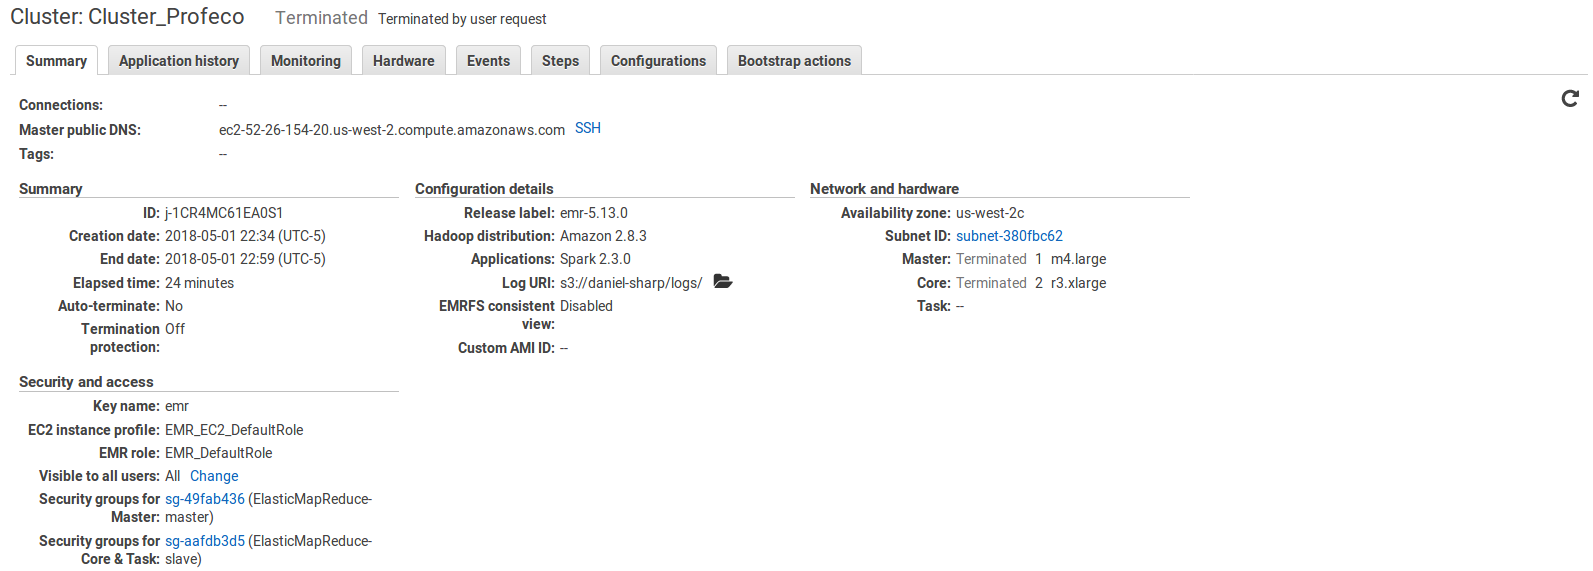 Cluster: Cluster_Profeco Terminated Terminated by user request
Summary Application history Monitoring Hardware Events Steps Configurations Bootstrap actions
Connections: --
Master public DNS: ec2-52-26-154-20.us-west-2.compute.amazonaws.com SSH
Tags: --
Summary
ID: j-1CR4MC61EA0S1
Creation date: 2018-05-01 22:34 (UTC-5)
End date: 2018-05-01 22:59 (UTC-5)
Elapsed time: 24 minutes
Auto-terminate: No
Termination Off
protection:
Configuration details
Release label: emr-5.13.0
Hadoop distribution: Amazon 2.8.3
Applications: Spark 2.3.0
Log URI: s3://daniel-sharp/logs/
EMRFS consistent Disabled
view:
Custom AMI ID: --
Network and hardware
Availability zone: us-west-2c
Subnet ID: subnet-380fbc62
Master: Terminated 1 m4.large
Core: Terminated 2 r3.xlarge
Task: --
Security and access
Key name: emr
EC2 instance profile: EMR_EC2_DefaultRole
EMR role: EMR_DefaultRole
Visible to all users: All Change
Security groups for sg-49fab436 (ElasticMapReduce-
Master: master)
Security groups for sg-aafdb3d5 (ElasticMapReduce-
Core & Task: slave)